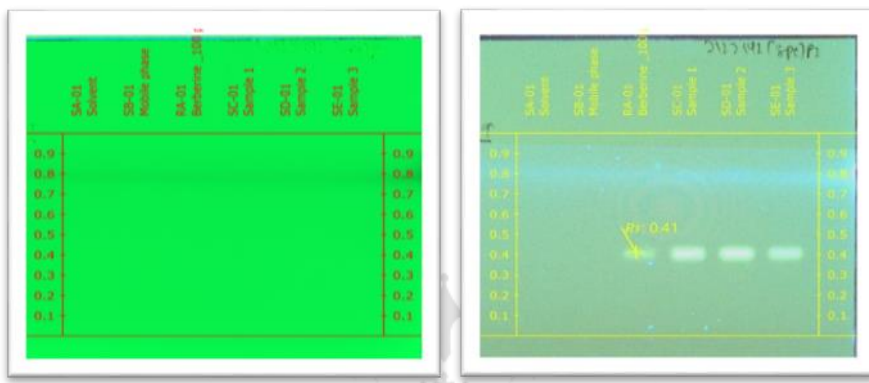 SA-01
Solvent
SB-01
Mobile phase
RA-01
Berberine _100
SC-01
Sample 1
SD-01
Sample 2
SE-01
Sample 3
0.9
0.8
0.7
0.6
0.5
0.4
0.3
0.2
0.1
0.9
0.8
0.7
0.6
0.5
0.4
0.3
0.2
0.1
SA-01
Solvent
SB-01
Mobile phase
RA-01
Berberine _100
SC-01
Sample 1
SD-01
Sample 2
SE-01
Sample 3
0.9
0.8
0.7
0.6
0.5
0.4
0.3
0.2
0.1
RF: 0.41
0.9
0.8
0.7
0.6
0.5
0.4
0.3
0.2
0.1